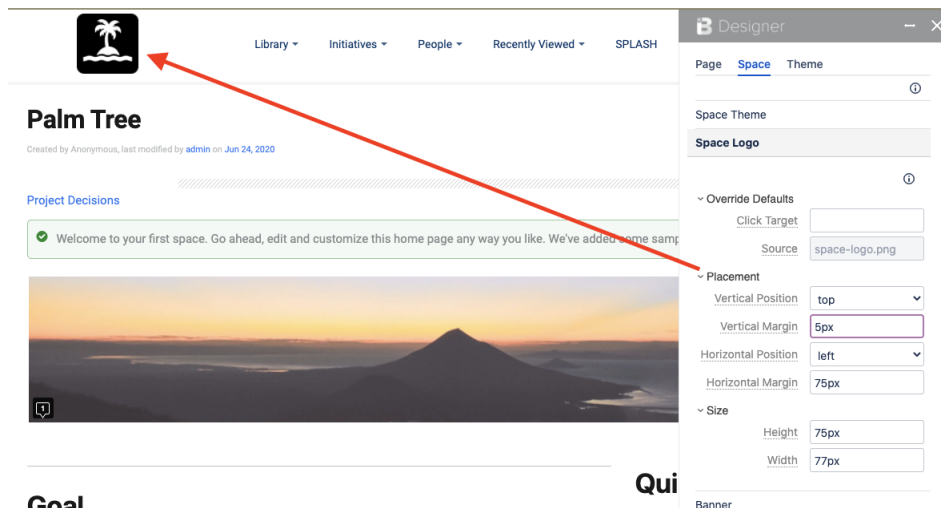 Library
Initiatives
People
Recently Viewed
SPLASH
Palm Tree
Created by Anonymous, last modified by admin on Jun 24, 2020
Project Decisions
Welcome to your first space. Go ahead, edit and customize this home page any way you like. We've added some samp
1
Goal
Qui
Designer
Page Space Theme
Space Theme
Space Logo
Override Defaults
Click Target
Source space-logo.png
Placement
Vertical Position top
Vertical Margin 5px
Horizontal Position left
Horizontal Margin 75px
Size
Height 75px
Width 77px
Banner